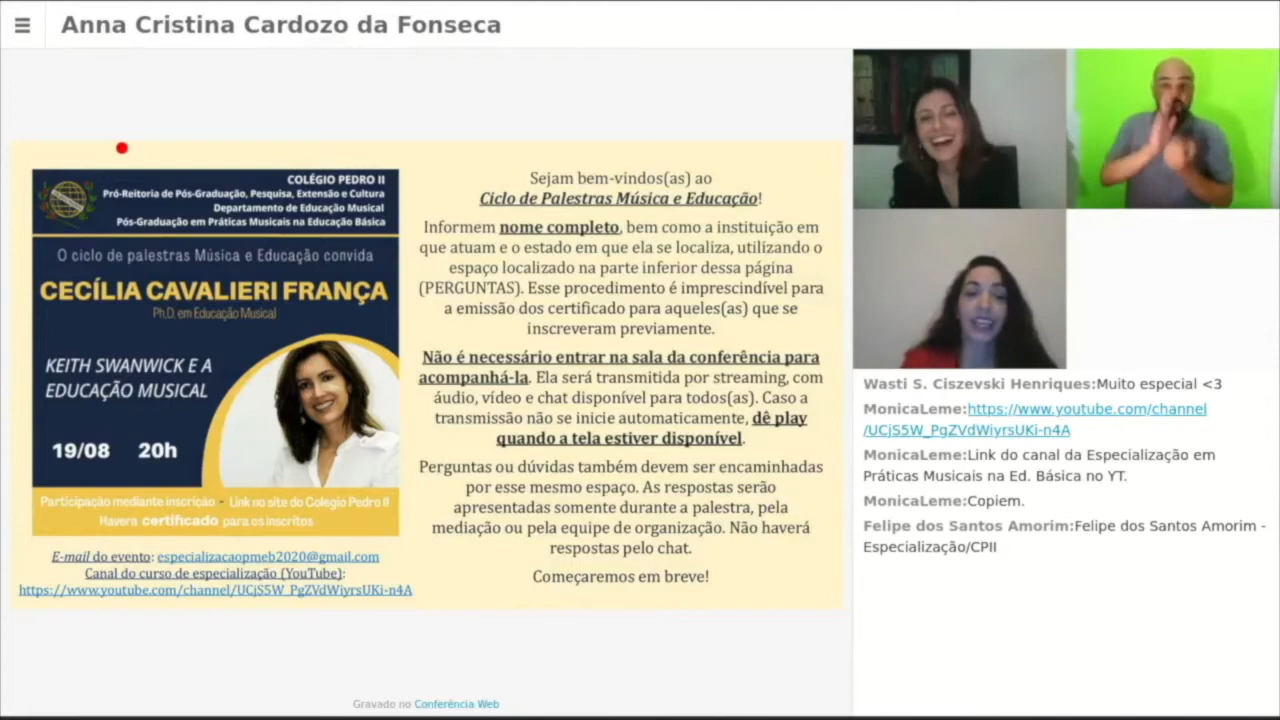 Anna Cristina Cardozo da Fonseca
COLÉGIO PEDRO II
Pró-Reitoria de Pós-Graduação, Pesquisa, Extensão e Cultura
Departamento de Educação Musical
Pós-Graduação em Práticas Musicais na Educação Básica
O ciclo de palestras Música e Educação convida
CECÍLIA CAVALIERI FRANÇA
Ph.D. em Educação Musical
KEITH SWANWICK E A
EDUCAÇÃO MUSICAL
19/08 20h
Participação mediante inscrição - Link no site do Colégio Pedro II
Haverá certificado para os inscritos
E-mail do evento: especializacaopmeb2020@gmail.com
Canal do curso de especialização (YouTube):
https://www.youtube.com/channel/UCjS5W_PgZVdWiyrsUKi-n4A
Sejam bem-vindos(as) ao
Ciclo de Palestras Música e Educação!
Informem nome completo, bem como a instituição em
que atuam e o estado em que ela se localiza, utilizando o
espaço localizado na parte inferior dessa página
(PERGUNTAS). Esse procedimento é imprescindível para
a emissão dos certificado para aqueles(as) que se
inscreveram previamente.
Não é necessário entrar na sala da conferência para
acompanhá-la. Ela será transmitida por streaming, com
áudio, vídeo e chat disponível para todos(as). Caso a
transmissão não se inicie automaticamente, dê play
quando a tela estiver disponível.
Perguntas ou dúvidas também devem ser encaminhadas
por esse mesmo espaço. As respostas serão
apresentadas somente durante a palestra, pela
mediação ou pela equipe de organização. Não haverá
respostas pelo chat.
Começaremos em breve!
Wasti S. Ciszevski Henriques:Muito especial <3
MonicaLeme:https://www.youtube.com/channel
/UCjS5W_PgZVdWiyrsUKi-n4A
MonicaLeme:Link do canal da Especialização em
Práticas Musicais na Ed. Básica no YT.
MonicaLeme:Copiem.
Felipe dos Santos Amorim:Felipe dos Santos Amorim -
Especialização/CPII
Gravado no Conferência Web